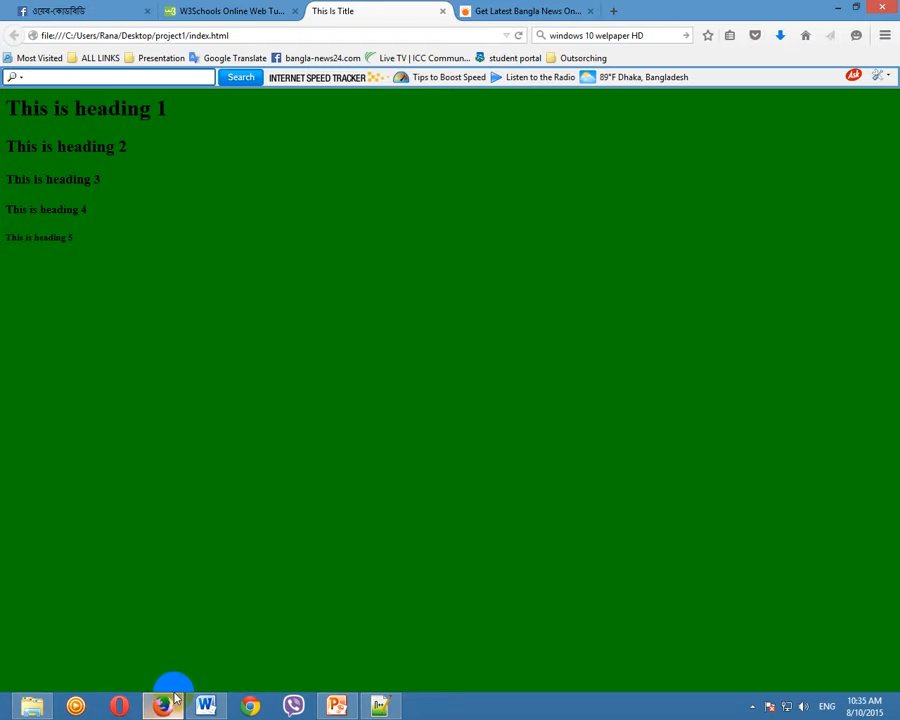 ওয়েব-কোডবিডি
W3Schools Online Web Tu...
This Is Title
Get Latest Bangla News On...
file:///C:/Users/Rana/Desktop/project1/index.html
windows 10 welpaper HD
Most Visited
ALL LINKS
Presentation
Google Translate
bangla-news24.com
Live TV | ICC Commun...
student portal
Outsorching
Search
INTERNET SPEED TRACKER
Tips to Boost Speed
Listen to the Radio
89°F Dhaka, Bangladesh
Ask
This is heading 1
This is heading 2
This is heading 3
This is heading 4
This is heading 5
ENG
10:35 AM
8/10/2015